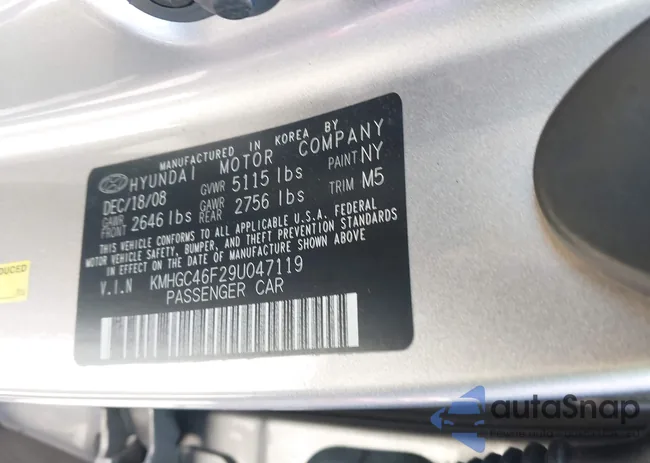 MANUFACTURED IN KOREA BY
HYUNDAI MOTOR COMPANY
DEC/18/08 GVWR 5115 lbs PAINT NY
GAWR FRONT 2646 lbs GAWR REAR 2756 lbs TRIM M5
THIS VEHICLE CONFORMS TO ALL APPLICABLE U.S.A. FEDERAL
MOTOR VEHICLE SAFETY, BUMPER, AND THEFT PREVENTION STANDARDS
IN EFFECT ON THE DATE OF MANUFACTURE SHOWN ABOVE
V.I.N KMHGC46F29U047119
PASSENGER CAR
DUCED
autoSnap